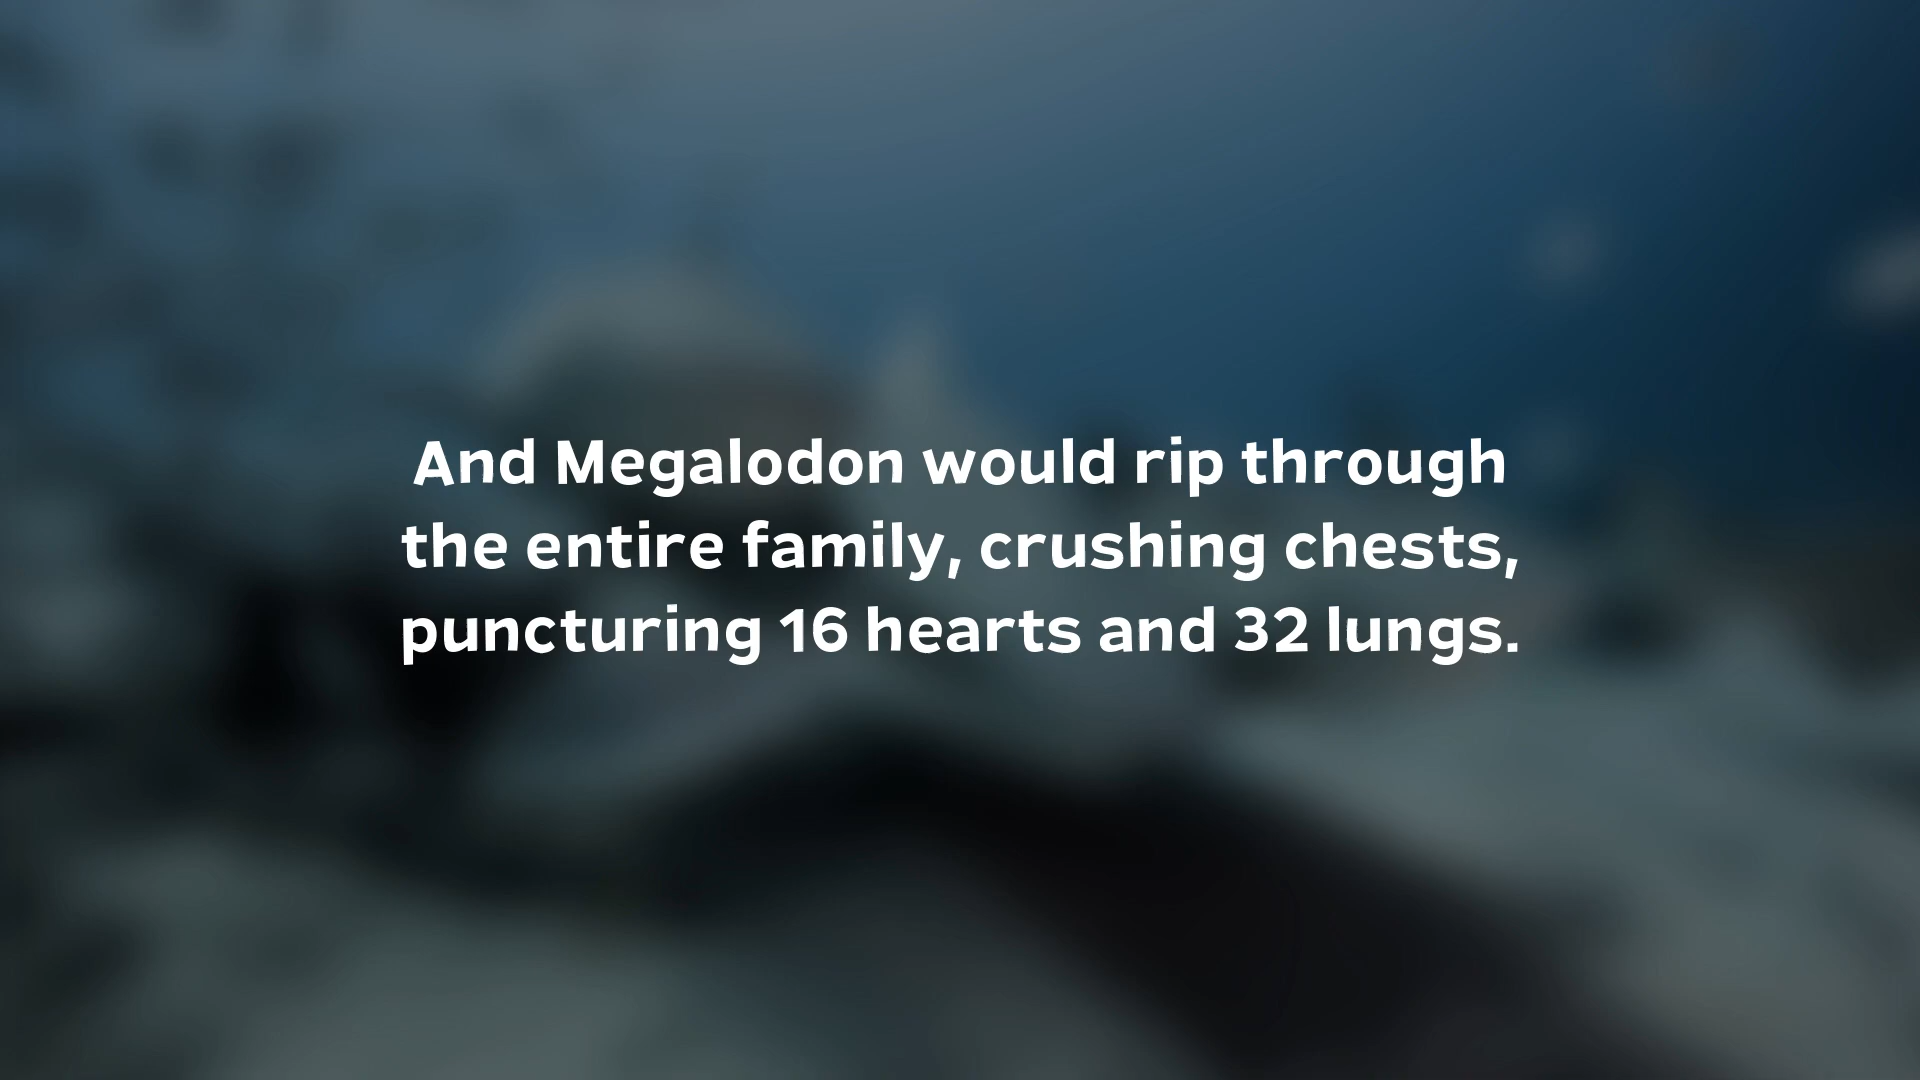 And Megalodon would rip through
the entire family, crushing chests,
puncturing 16 hearts and 32 lungs.